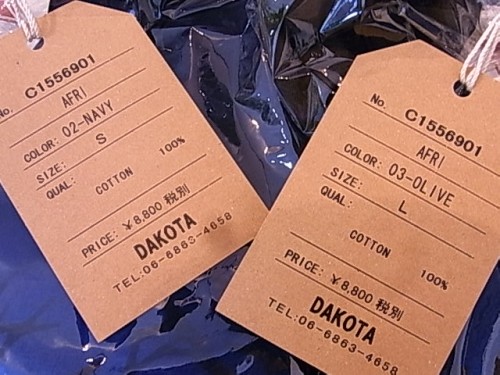 No. C1556901
AFRI
COLOR: 02-NAVY
SIZE: S
QUAL:
COTTON 100%
PRICE: ¥8,800 税別
DAKOTA
TEL:06-6863-4658
No. C1556901
AFRI
COLOR: 03-OLIVE
SIZE: L
QUAL:
COTTON 100%
PRICE: ¥8,800 税別
DAKOTA
TEL:06-6863-4658